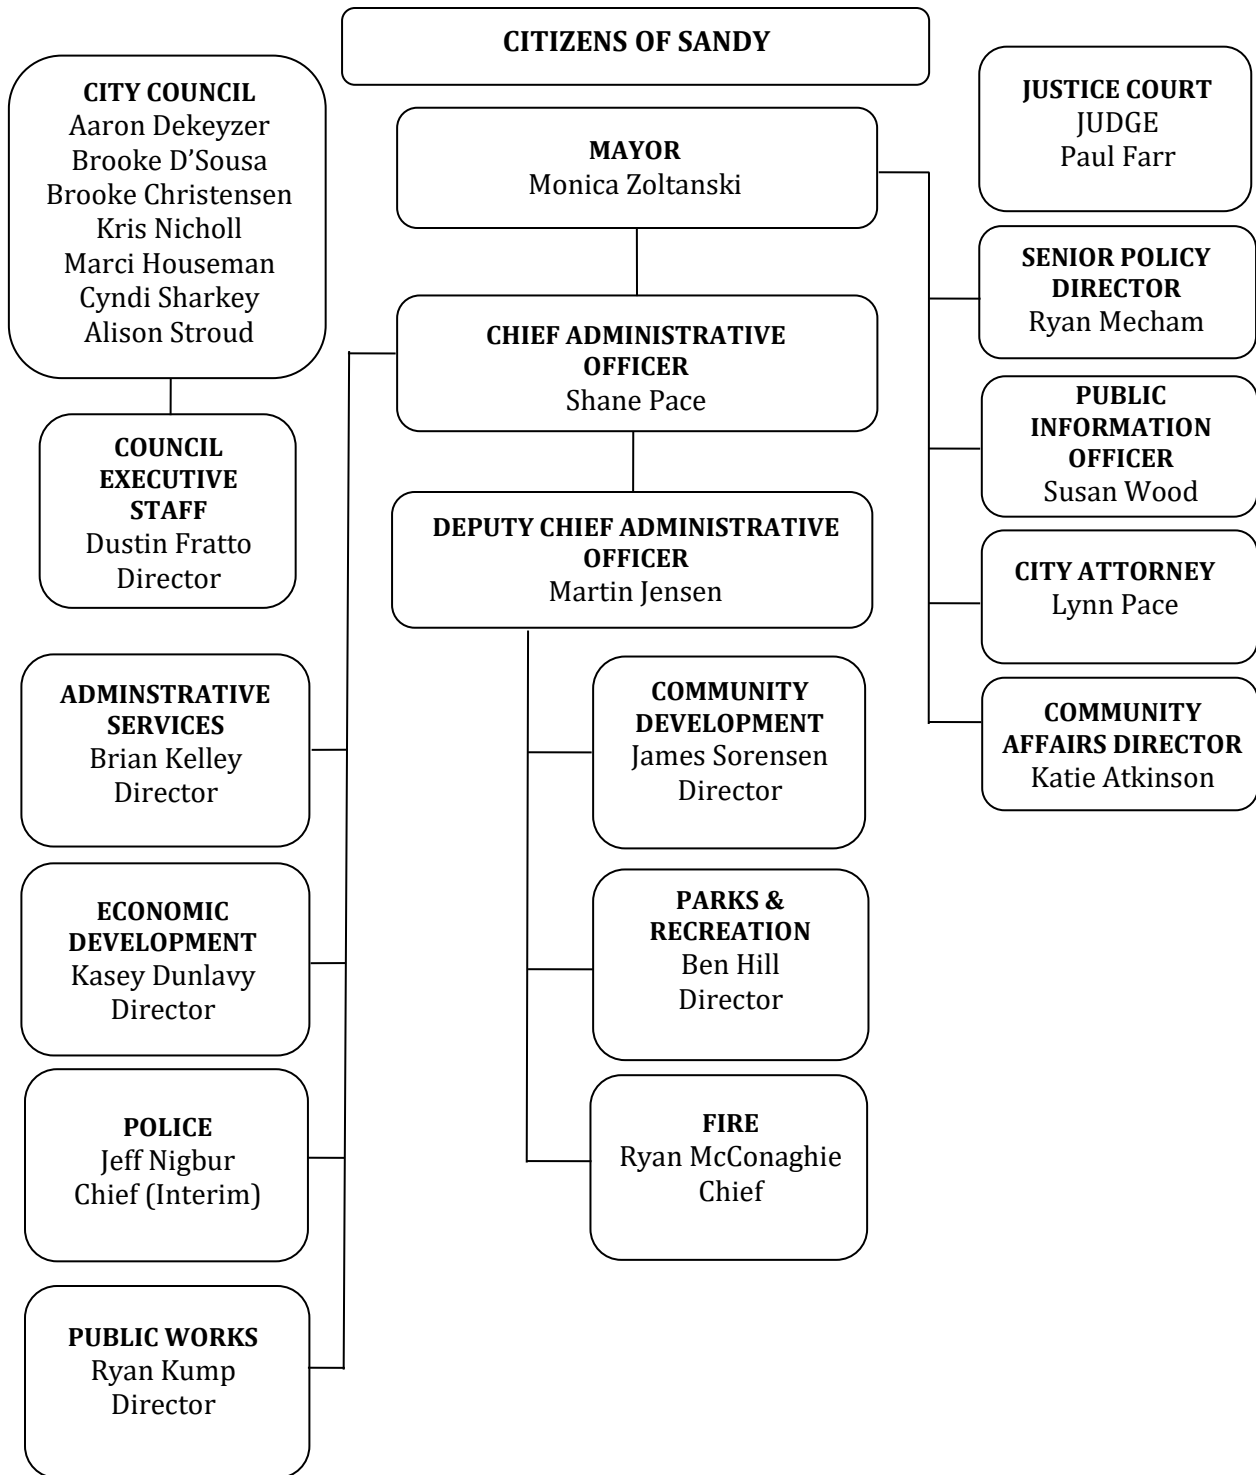 CITIZENS OF SANDY
CITY COUNCIL
Aaron Dekeyzer
Brooke D’Sousa
Brooke Christensen
Kris Nicholl
Marci Houseman
Cyndi Sharkey
Alison Stroud
MAYOR
Monica Zoltanski
JUSTICE COURT
JUDGE
Paul Farr
SENIOR POLICY
DIRECTOR
Ryan Mecham
CHIEF ADMINISTRATIVE
OFFICER
Shane Pace
PUBLIC
INFORMATION
OFFICER
Susan Wood
COUNCIL
EXECUTIVE
STAFF
Dustin Fratto
Director
DEPUTY CHIEF ADMINISTRATIVE
OFFICER
Martin Jensen
CITY ATTORNEY
Lynn Pace
ADMINSTRATIVE
SERVICES
Brian Kelley
Director
COMMUNITY
DEVELOPMENT
James Sorensen
Director
COMMUNITY
AFFAIRS DIRECTOR
Katie Atkinson
ECONOMIC
DEVELOPMENT
Kasey Dunlavy
Director
PARKS &
RECREATION
Ben Hill
Director
POLICE
Jeff Nigbur
Chief (Interim)
FIRE
Ryan McConaghie
Chief
PUBLIC WORKS
Ryan Kump
Director